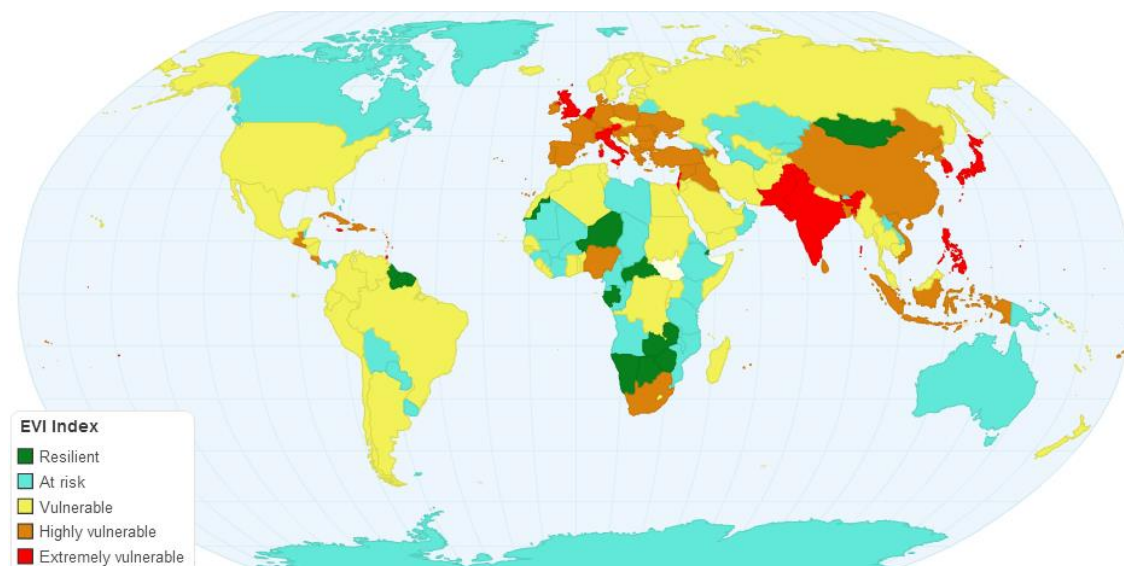 EVI Index
Resilient
At risk
Vulnerable
Highly vulnerable
Extremely vulnerable